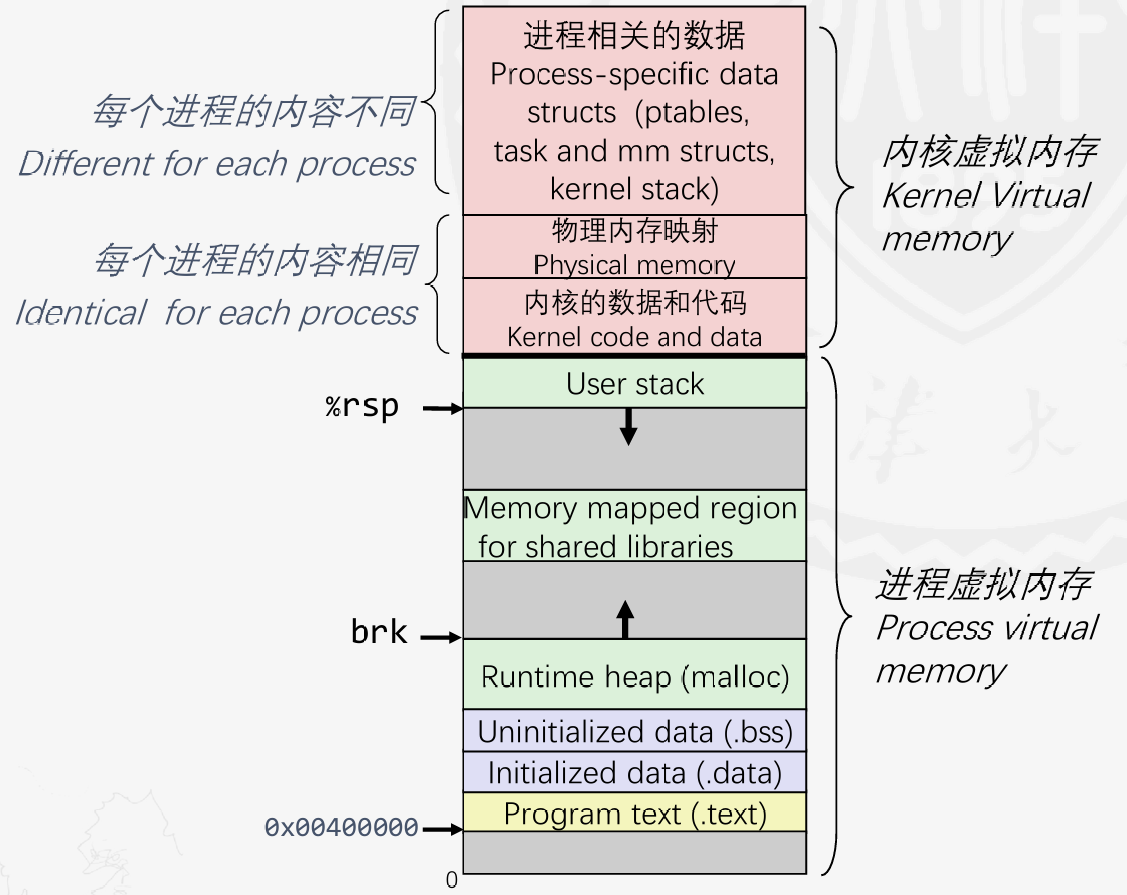 进程相关的数据
Process-specific data
structs (ptables,
task and mm structs,
kernel stack)
每个进程的内容不同
Different for each process
内核虚拟内存
Kernel Virtual
memory
物理内存映射
Physical memory
每个进程的内容相同
Identical for each process
内核的数据和代码
Kernel code and data
User stack
%rsp
Memory mapped region
for shared libraries
brk
进程虚拟内存
Process virtual
memory
Runtime heap (malloc)
Uninitialized data (.bss)
Initialized data (.data)
Program text (.text)
0x00400000
0